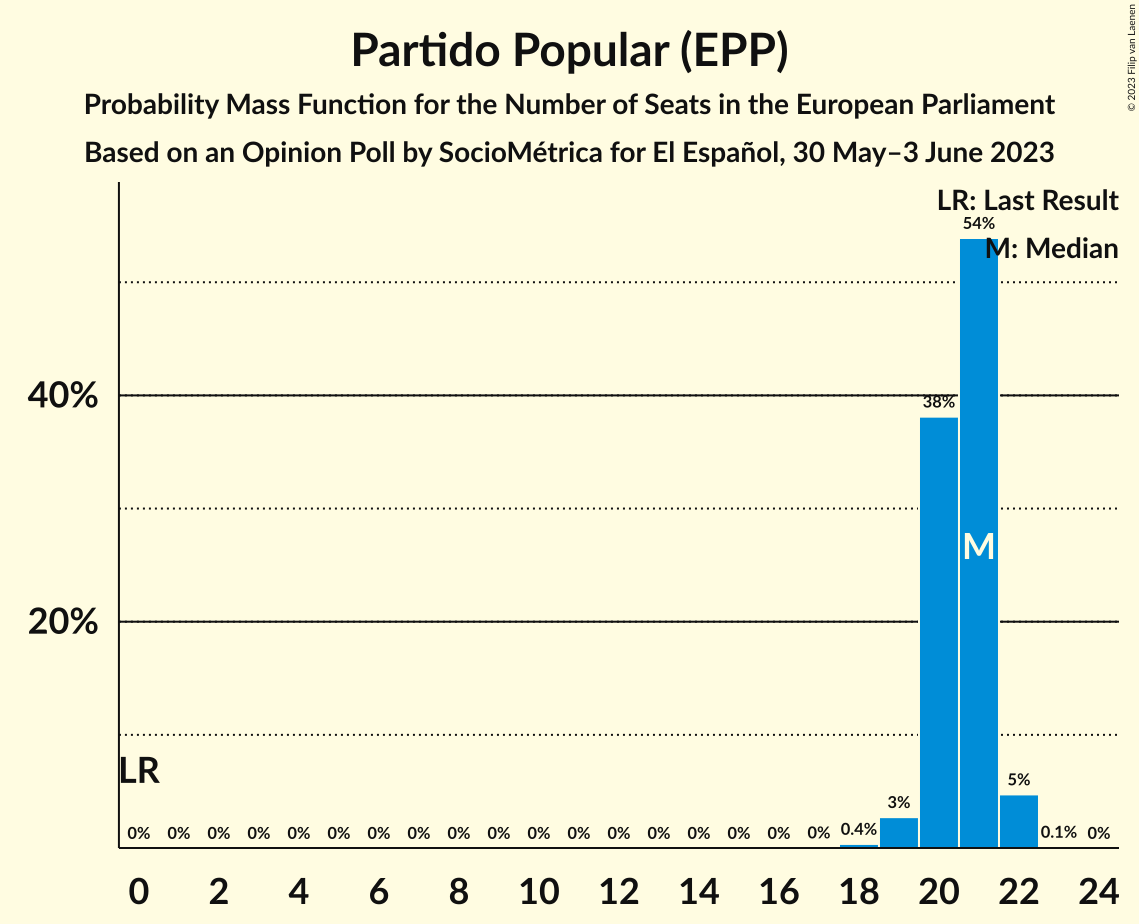 Partido Popular (EPP)
Probability Mass Function for the Number of Seats in the European Parliament
Based on an Opinion Poll by SocioMétrica for El Español, 30 May–3 June 2023
© 2023 Filip van Laenen
LR: Last Result
M: Median
54%
40%
38%
M
20%
LR
0% 0% 0% 0% 0% 0% 0% 0% 0% 0% 0% 0% 0% 0% 0% 0% 0% 0% 0.4% 3% 5% 0.1% 0%
0 2 4 6 8 10 12 14 16 18 20 22 24